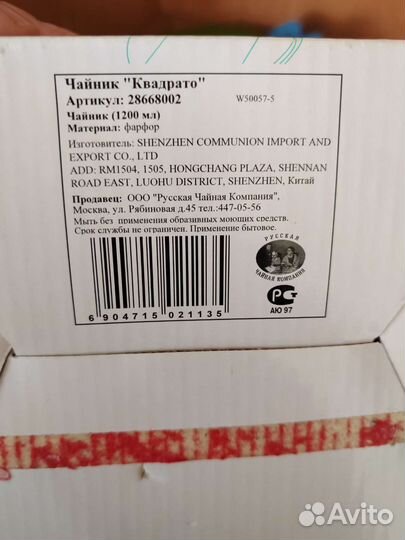 Чайник "Квадрато"
Артикул: 28668002
W50057-5
Чайник (1200 мл)
Материал: фарфор
Изготовитель: SHENZHEN COMMUNION IMPORT AND
EXPORT CO., LTD
ADD: RM1504, 1505, HONGCHANG PLAZA, SHENNAN
ROAD EAST, LUOHU DISTRICT, SHENZHEN, Китай
Продавец: ООО "Русская Чайная Компания",
Москва, ул. Рябиновая д.45 тел.:447-05-56
Мыть без применения образивных моющих средств.
Срок службы не ограничен. Применение бытовое.
РУССКАЯ
ЧАЙНАЯ КОМПАНИЯ
РСТ
АЮ 97
6 904715 021135
Avito